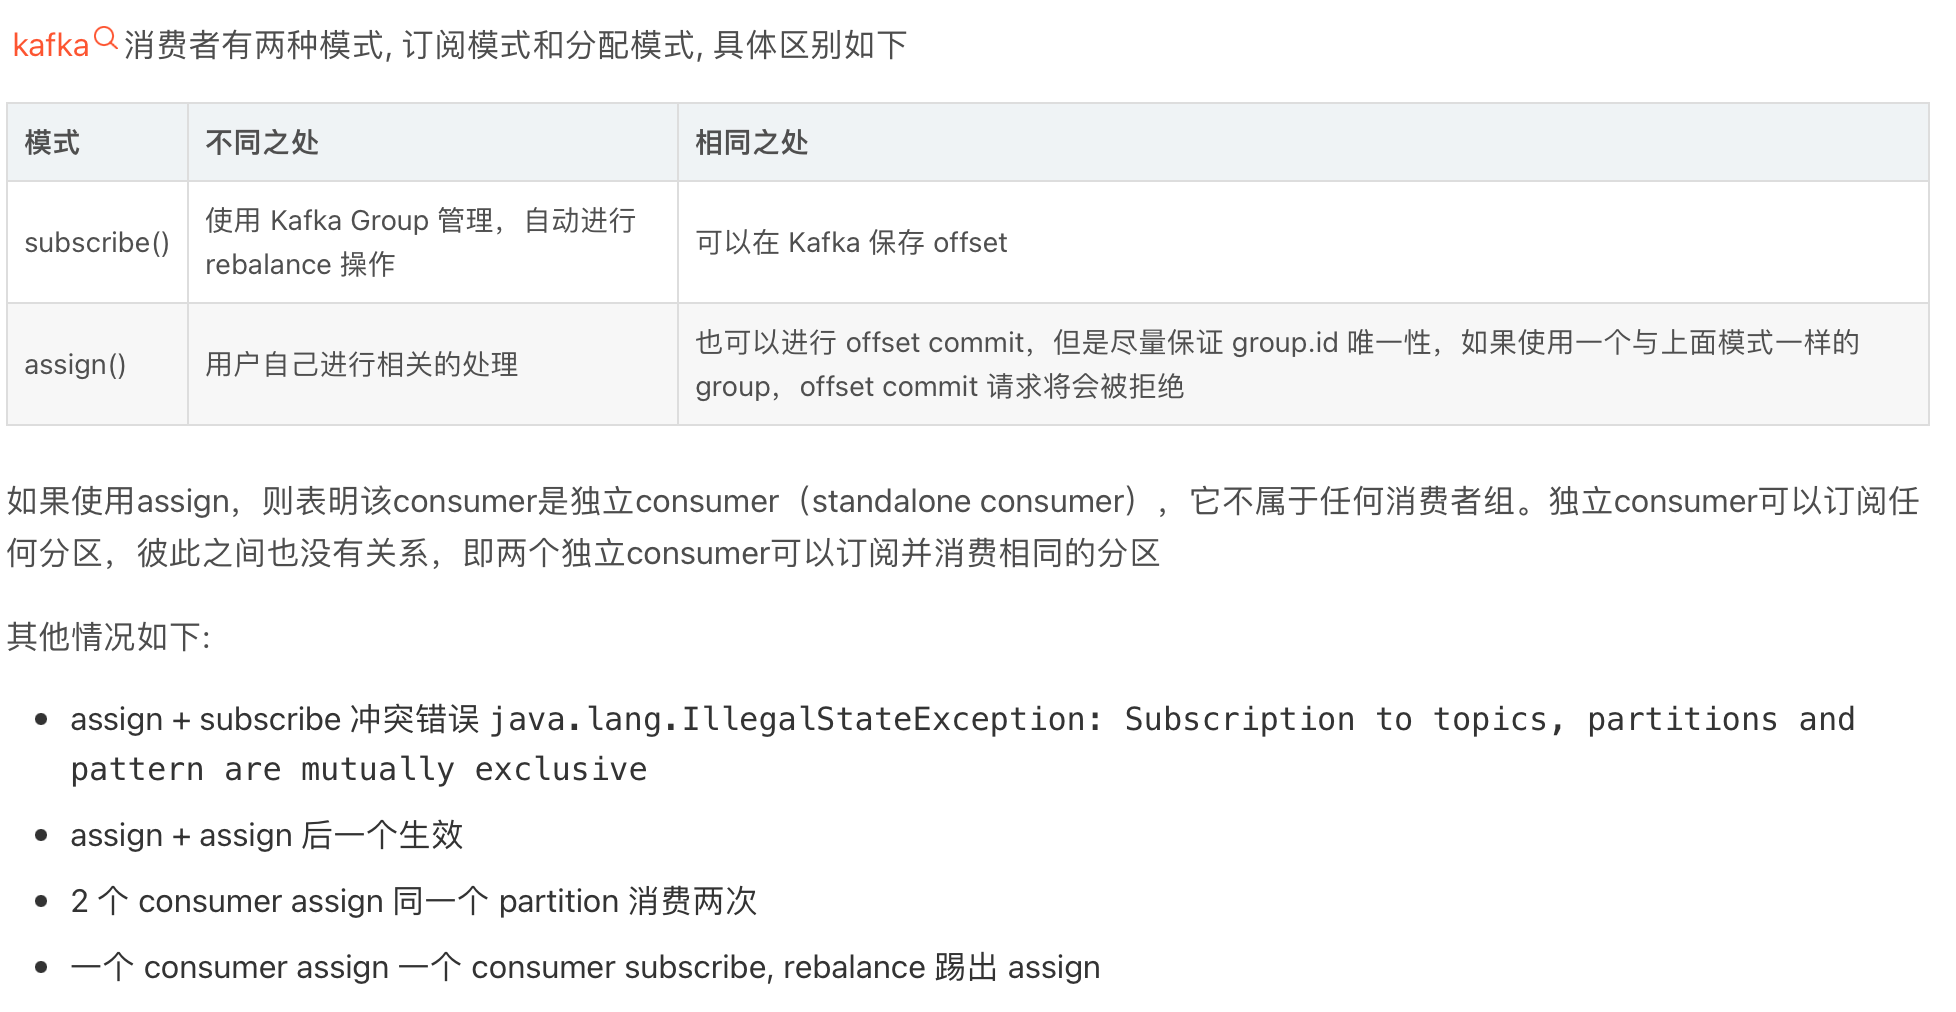 kafka 消费者有两种模式, 订阅模式和分配模式, 具体区别如下
模式 不同之处 相同之处
subscribe() 使用 Kafka Group 管理，自动进行 rebalance 操作 可以在 Kafka 保存 offset
assign() 用户自己进行相关的处理 也可以进行 offset commit，但是尽量保证 group.id 唯一性，如果使用一个与上面模式一样的
group，offset commit 请求将会被拒绝
如果使用assign，则表明该consumer是独立consumer（standalone consumer），它不属于任何消费者组。独立consumer可以订阅任
何分区，彼此之间也没有关系，即两个独立consumer可以订阅并消费相同的分区
其他情况如下:
• assign + subscribe 冲突错误 java.lang.IllegalStateException: Subscription to topics, partitions and
pattern are mutually exclusive
• assign + assign 后一个生效
• 2 个 consumer assign 同一个 partition 消费两次
• 一个 consumer assign 一个 consumer subscribe, rebalance 踢出 assign